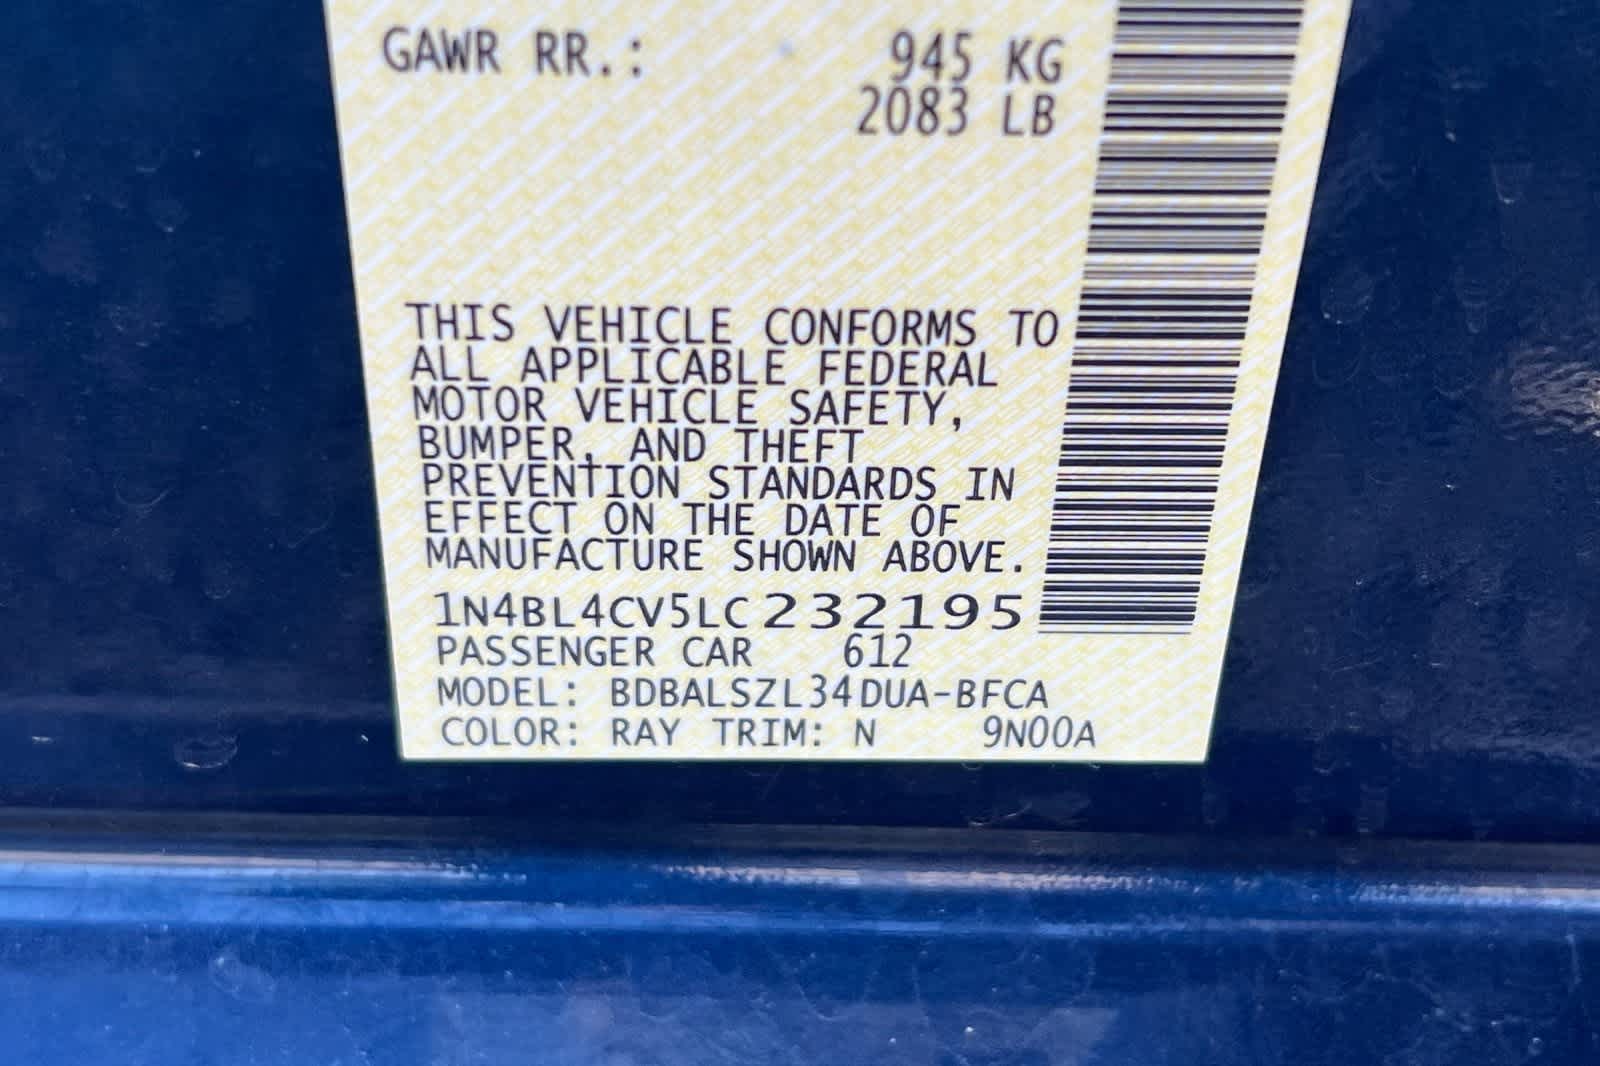 GAWR RR.: 945 KG
2083 LB
THIS VEHICLE CONFORMS TO
ALL APPLICABLE FEDERAL
MOTOR VEHICLE SAFETY,
BUMPER, AND THEFT
PREVENTION STANDARDS IN
EFFECT ON THE DATE OF
MANUFACTURE SHOWN ABOVE.
1N4BL4CV5LC232195
PASSENGER CAR 612
MODEL: BDBALSZL34DUA-BFCA
COLOR: RAY TRIM: N 9N00A